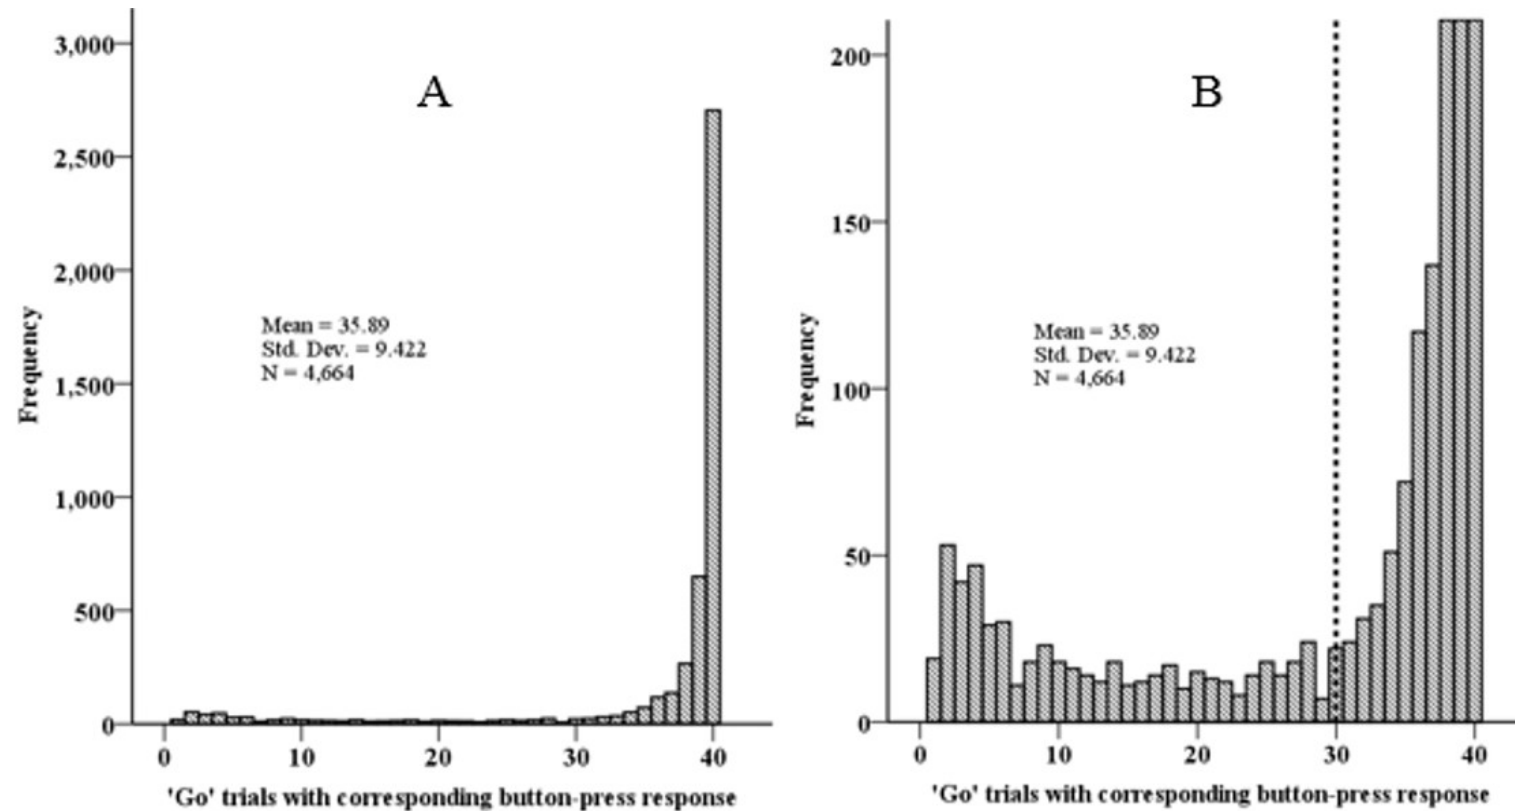 A
3,000
2,500
2,000
1,500
1,000
500
0
Frequency
Mean = 35.89
Std. Dev. = 9.422
N = 4,664
0 10 20 30 40
'Go' trials with corresponding button-press response
B
200
150
100
50
0
Frequency
Mean = 35.89
Std. Dev. = 9.422
N = 4,664
0 10 20 30 40
'Go' trials with corresponding button-press response